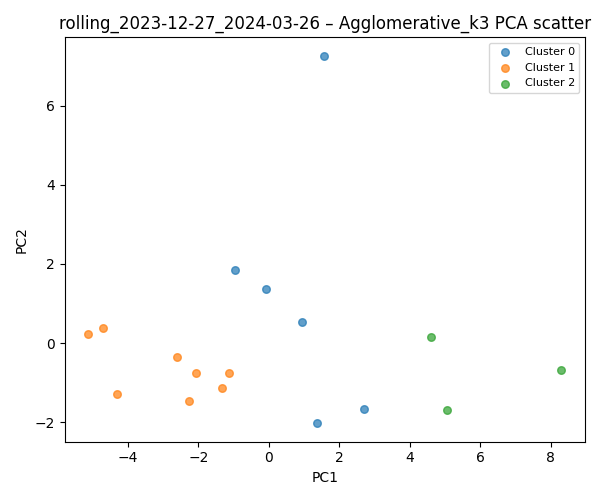 rolling_2023-12-27_2024-03-26 – Agglomerative_k3 PCA scatter
Cluster 0
Cluster 1
Cluster 2
PC2
6
4
2
0
−2
−4
−2
0
2
4
6
8
PC1